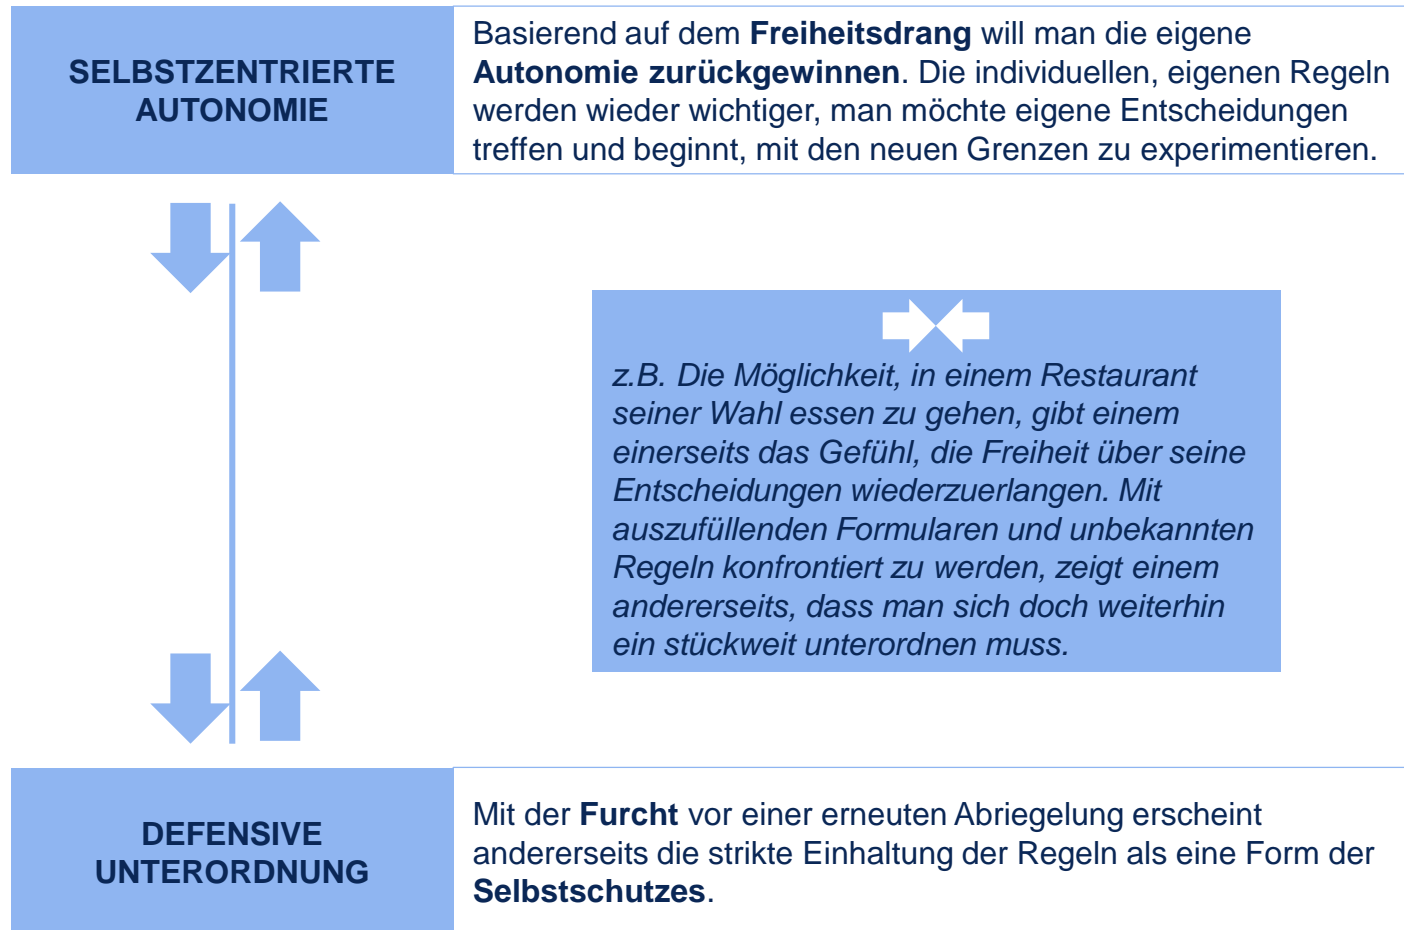 SELBSTZENTRIERTE
AUTONOMIE
Basierend auf dem Freiheitsdrang will man die eigene
Autonomie zurückgewinnen. Die individuellen, eigenen Regeln
werden wieder wichtiger, man möchte eigene Entscheidungen
treffen und beginnt, mit den neuen Grenzen zu experimentieren.
z.B. Die Möglichkeit, in einem Restaurant
seiner Wahl essen zu gehen, gibt einem
einerseits das Gefühl, die Freiheit über seine
Entscheidungen wiederzuerlangen. Mit
auszufüllenden Formularen und unbekannten
Regeln konfrontiert zu werden, zeigt einem
andererseits, dass man sich doch weiterhin
ein stückweit unterordnen muss.
DEFENSIVE
UNTERORDNUNG
Mit der Furcht vor einer erneuten Abriegelung erscheint
andererseits die strikte Einhaltung der Regeln als eine Form der
Selbstschutzes.